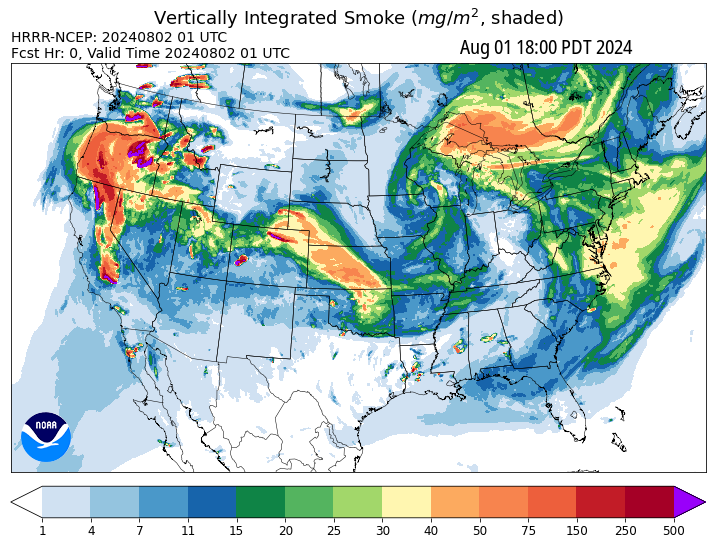 Vertically Integrated Smoke (mg/m², shaded)
HRRR-NCEP: 20240802 01 UTC
Fcst Hr: 0, Valid Time 20240802 01 UTC
Aug 01 18:00 PDT 2024
NOAA
1 4 7 11 15 20 25 30 40 50 75 150 250 500